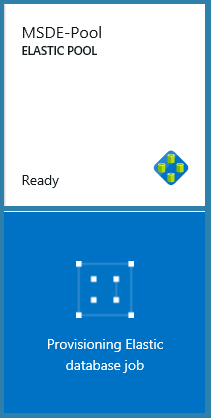 MSDE-Pool
ELASTIC POOL
Ready
Provisioning Elastic
database job